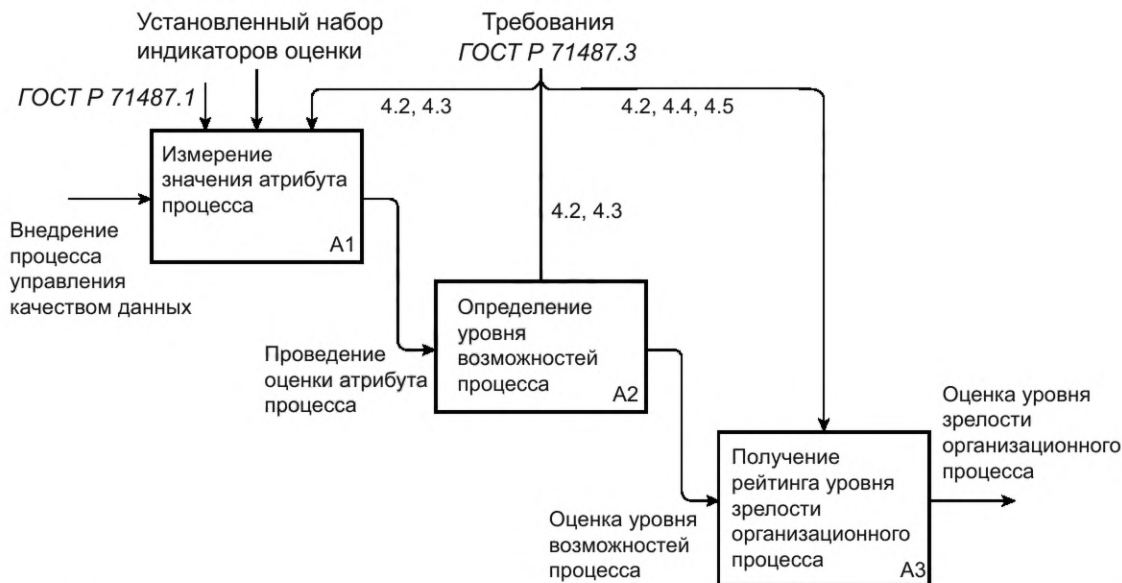 Установленный набор
индикаторов оценки
Требования
ГОСТ Р 71487.3
ГОСТ Р 71487.1
4.2, 4.3
4.2, 4.4, 4.5
Измерение
значения атрибута
процесса
А1
Внедрение
процесса
управления
качеством данных
4.2, 4.3
Определение
уровня
возможностей
процесса
А2
Проведение
оценки атрибута
процесса
Получение
рейтинга уровня
зрелости
организационного
процесса
А3
Оценка уровня
возможностей
процесса
Оценка уровня
зрелости
организационного
процесса